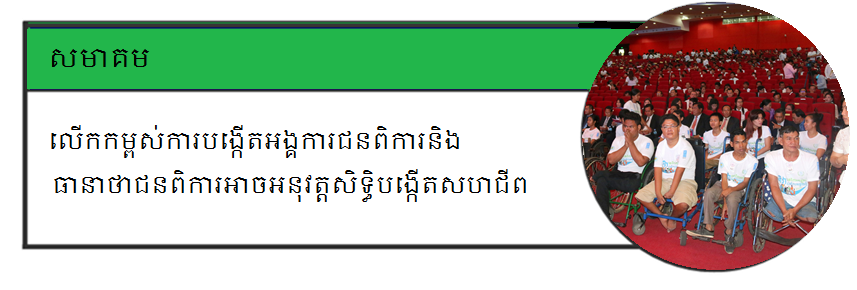 សមាគម
លើកកម្ពស់ការបង្កើតអង្គការជនពិការនិង
ធានាថាជនពិការអាចអនុវត្តសិទ្ធិបង្កើតសហជីព